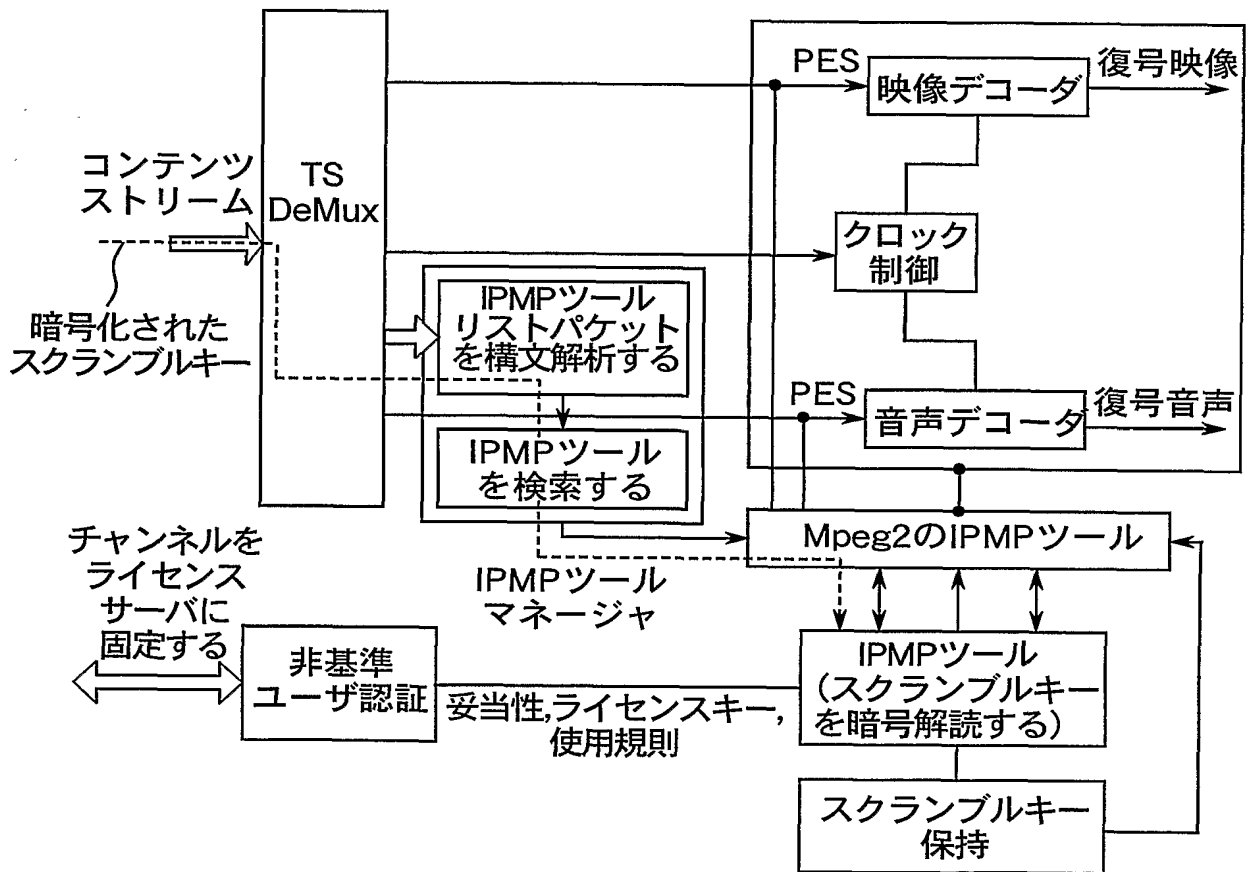 PES
映像デコーダ
復号映像
コンテンツ
ストリーム
TS
DeMux
クロック
制御
暗号化された
スクランブルキー
IPMPツール
リストパケット
を構文解析する
PES
音声デコーダ
復号音声
IPMPツール
を検索する
Mpeg2のIPMPツール
IPMPツール
マネージャ
チャンネルを
ライセンス
サーバに
固定する
非基準
ユーザ認証
妥当性,ライセンスキー,
使用規則
IPMPツール
(スクランブルキー
を暗号解読する)
スクランブルキー
保持